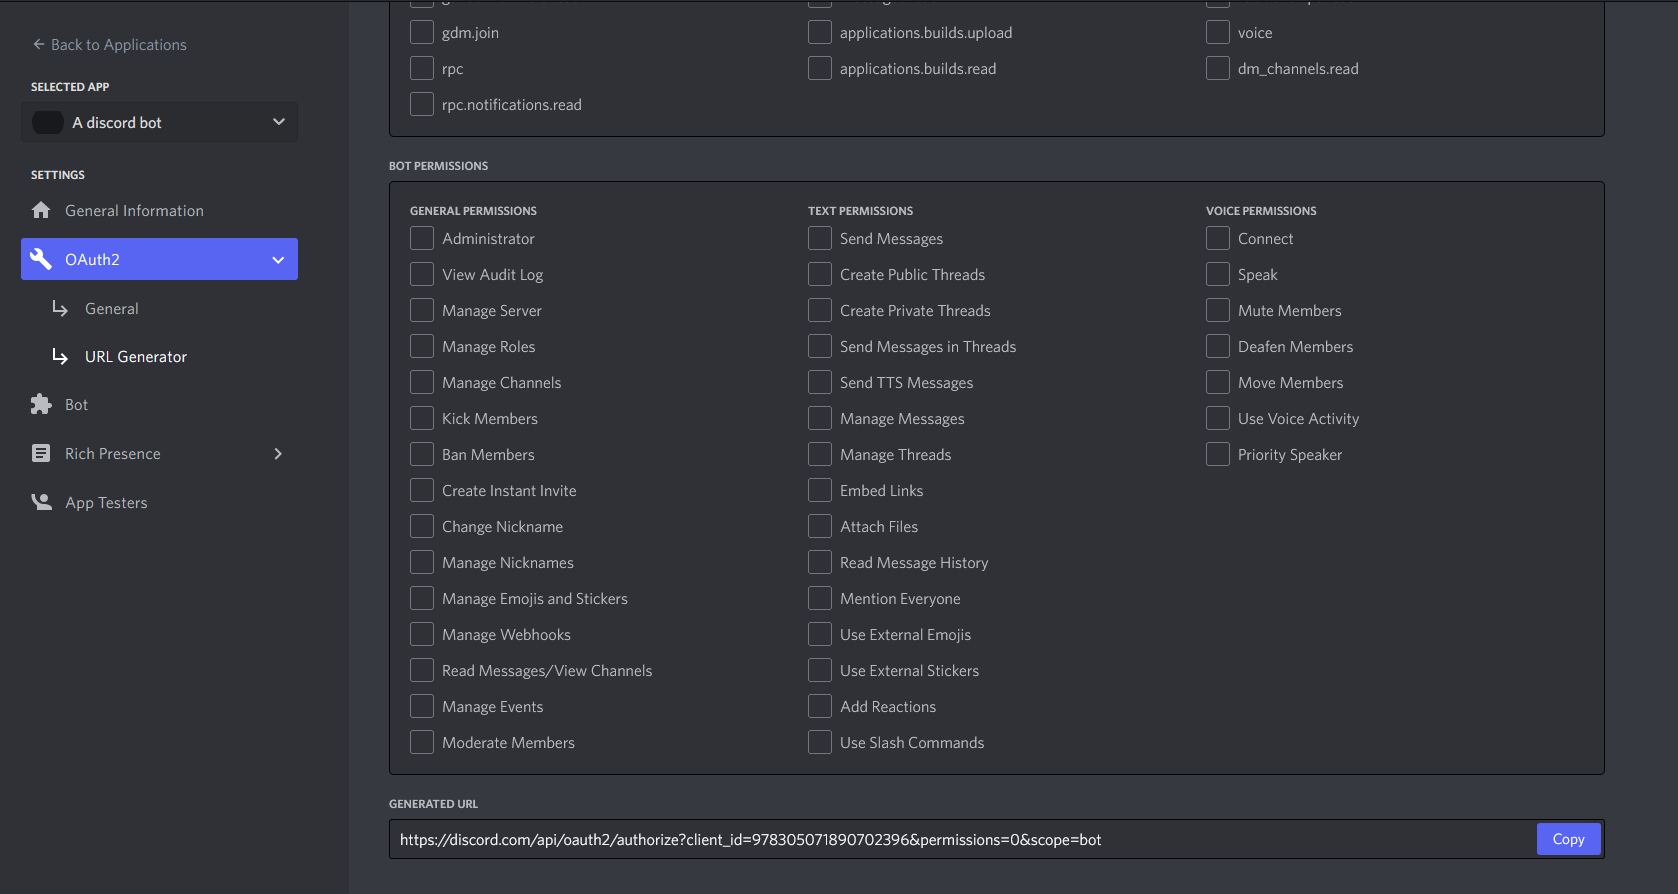 Back to Applications
SELECTED APP
A discord bot
SETTINGS
General Information
OAuth2
General
URL Generator
Bot
Rich Presence
App Testers
gdm.join
rpc
rpc.notifications.read
applications.builds.upload
applications.builds.read
voice
dm_channels.read
BOT PERMISSIONS
GENERAL PERMISSIONS
Administrator
View Audit Log
Manage Server
Manage Roles
Manage Channels
Kick Members
Ban Members
Create Instant Invite
Change Nickname
Manage Nicknames
Manage Emojis and Stickers
Manage Webhooks
Read Messages/View Channels
Manage Events
Moderate Members
TEXT PERMISSIONS
Send Messages
Create Public Threads
Create Private Threads
Send Messages in Threads
Send TTS Messages
Manage Messages
Manage Threads
Embed Links
Attach Files
Read Message History
Mention Everyone
Use External Emojis
Use External Stickers
Add Reactions
Use Slash Commands
VOICE PERMISSIONS
Connect
Speak
Mute Members
Deafen Members
Move Members
Use Voice Activity
Priority Speaker
GENERATED URL
https://discord.com/api/oauth2/authorize?client_id=978305071890702396&permissions=0&scope=bot
Copy